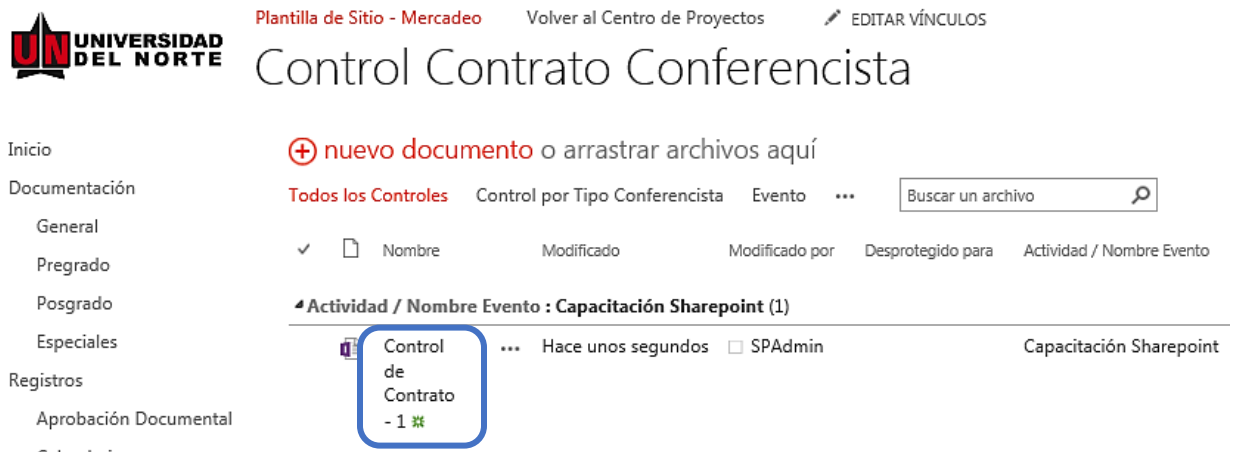 UNIVERSIDAD
DEL NORTE
Plantilla de Sitio - Mercadeo Volver al Centro de Proyectos EDITAR VÍNCULOS
Control Contrato Conferencista
Inicio
Documentación
General
Pregrado
Posgrado
Especiales
Registros
Aprobación Documental
nuevo documento o arrastrar archivos aquí
Todos los Controles Control por Tipo Conferencista Evento ••• Buscar un archivo
Nombre Modificado Modificado por Desprotegido para Actividad / Nombre Evento
Actividad / Nombre Evento : Capacitación Sharepoint (1)
Control ••• Hace unos segundos SPAdmin Capacitación Sharepoint
de
Contrato
- 1